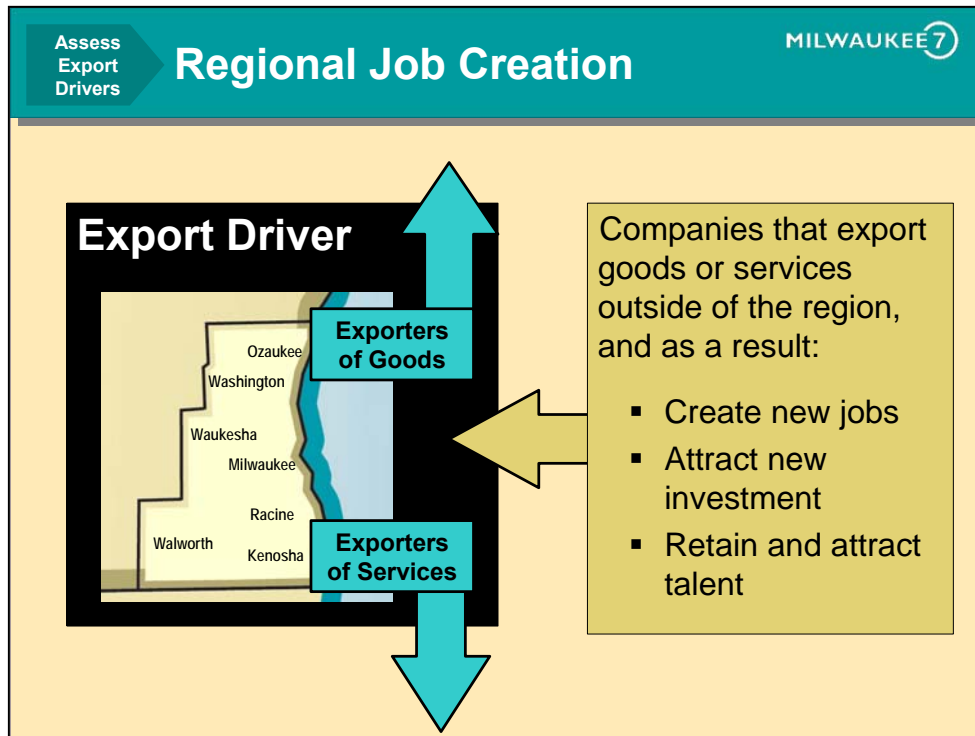 Assess
Export
Drivers
Regional Job Creation
MILWAUKEE 7
Export Driver
Exporters
of Goods
Ozaukee
Washington
Waukesha
Milwaukee
Racine
Walworth
Kenosha
Exporters
of Services
Companies that export
goods or services
outside of the region,
and as a result:
▪ Create new jobs
▪ Attract new
investment
▪ Retain and attract
talent